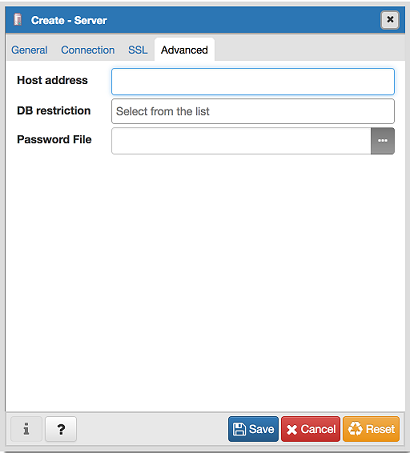 Create - Server
General Connection SSL Advanced
Host address
DB restriction Select from the list
Password File ...
i ? Save Cancel Reset